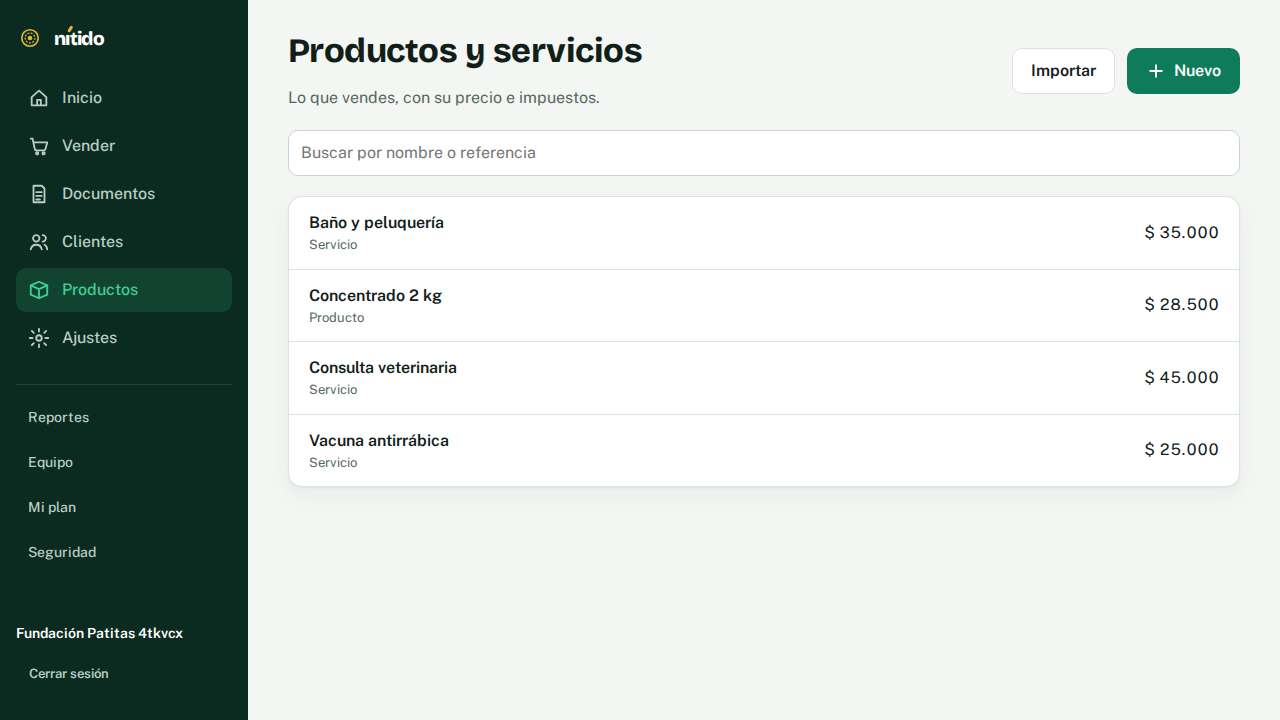 nítido
Inicio
Vender
Documentos
Clientes
Productos
Ajustes
Reportes
Equipo
Mi plan
Seguridad
Fundación Patitas 4tkvcx
Cerrar sesión
Productos y servicios
Lo que vendes, con su precio e impuestos.
Importar
Nuevo
Buscar por nombre o referencia
Baño y peluquería
Servicio
$ 35.000
Concentrado 2 kg
Producto
$ 28.500
Consulta veterinaria
Servicio
$ 45.000
Vacuna antirrábica
Servicio
$ 25.000